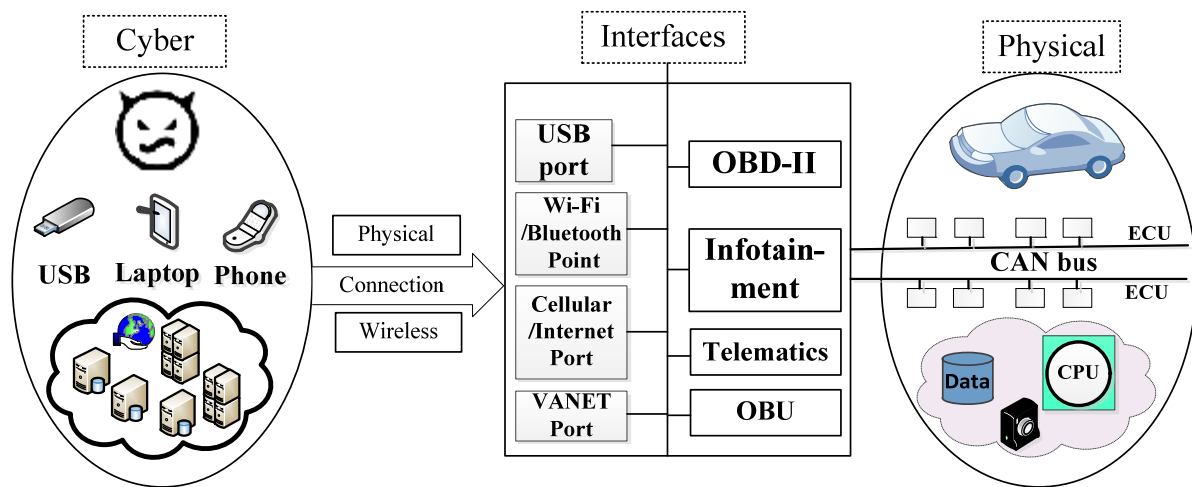 Cyber
Interfaces
Physical
USB
Laptop
Phone
Physical
Connection
Wireless
USB
port
Wi-Fi
/Bluetooth
Point
Cellular
/Internet
Port
VANET
Port
OBD-II
Infotain-
ment
Telematics
OBU
ECU
CAN bus
ECU
Data
CPU